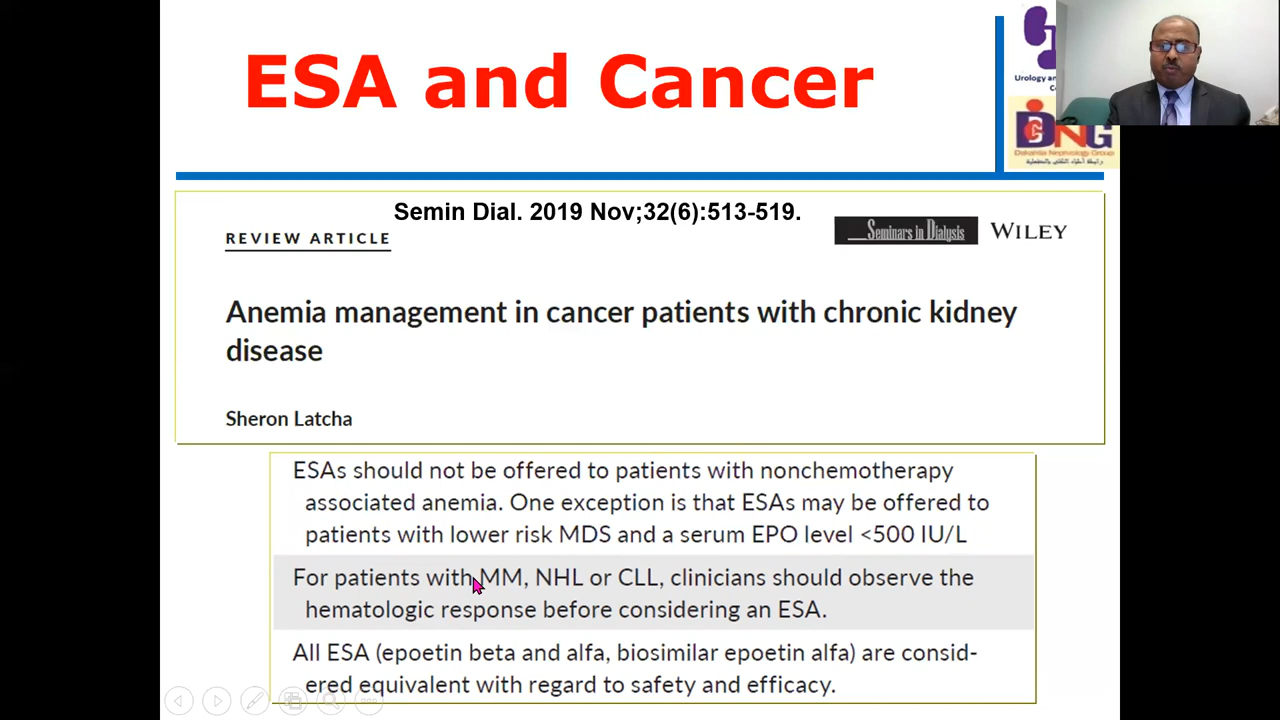 ESA and Cancer
Urology an
Co
DNG
Dakahlia Nephrology Group
Semin Dial. 2019 Nov;32(6):513-519.
REVIEW ARTICLE
Seminars in Dialysis
WILEY
Anemia management in cancer patients with chronic kidney
disease
Sheron Latcha
ESAs should not be offered to patients with nonchemotherapy
associated anemia. One exception is that ESAs may be offered to
patients with lower risk MDS and a serum EPO level <500 IU/L
For patients with MM, NHL or CLL, clinicians should observe the
hematologic response before considering an ESA.
All ESA (epoetin beta and alfa, biosimilar epoetin alfa) are consid-
ered equivalent with regard to safety and efficacy.